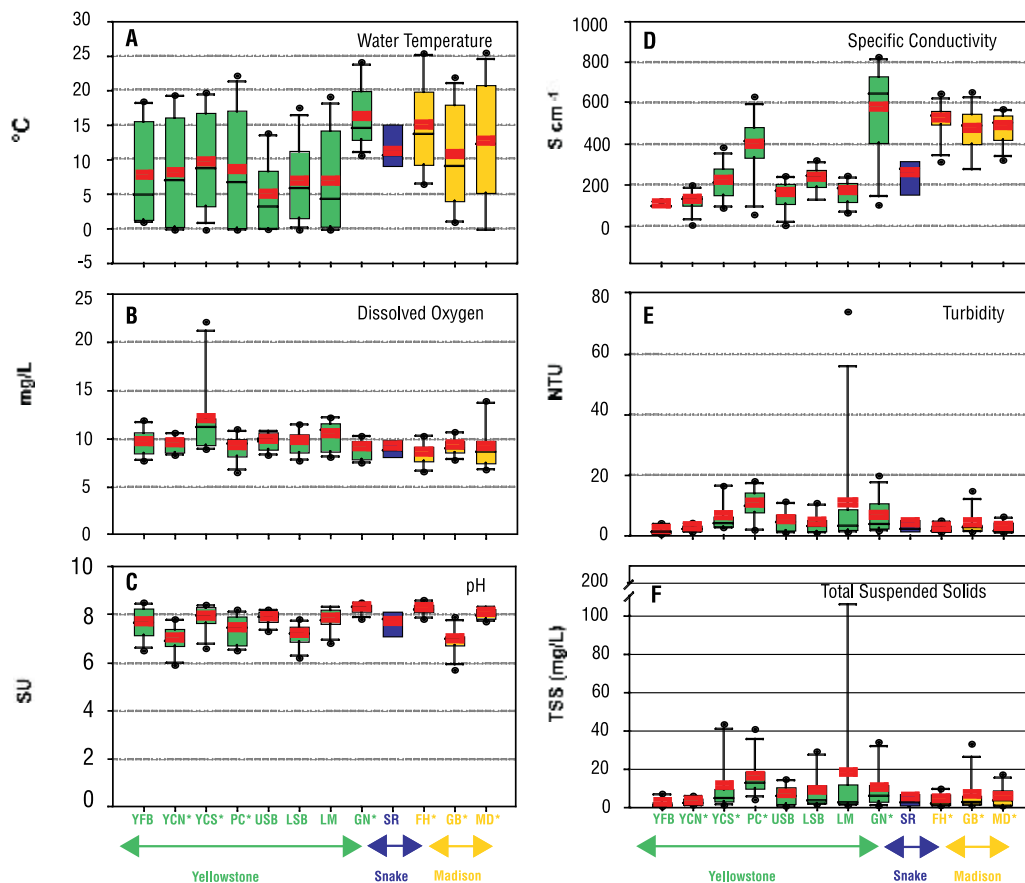 A
Water Temperature
°C
30
25
20
15
10
5
0
-5
B
Dissolved Oxygen
mg/L
25
20
15
10
5
0
C
pH
SU
10
8
6
4
2
0
YFB YCN* YCS* PC* USB LSB LM GN* SR FH* GB* MD*
Yellowstone Snake Madison
D
Specific Conductivity
S cm⁻¹
1000
800
600
400
200
0
E
Turbidity
NTU
80
60
40
20
0
F
Total Suspended Solids
TSS (mg/L)
200
100
80
60
40
20
0
YFB YCN* YCS* PC* USB LSB LM GN* SR FH* GB* MD*
Yellowstone Snake Madison